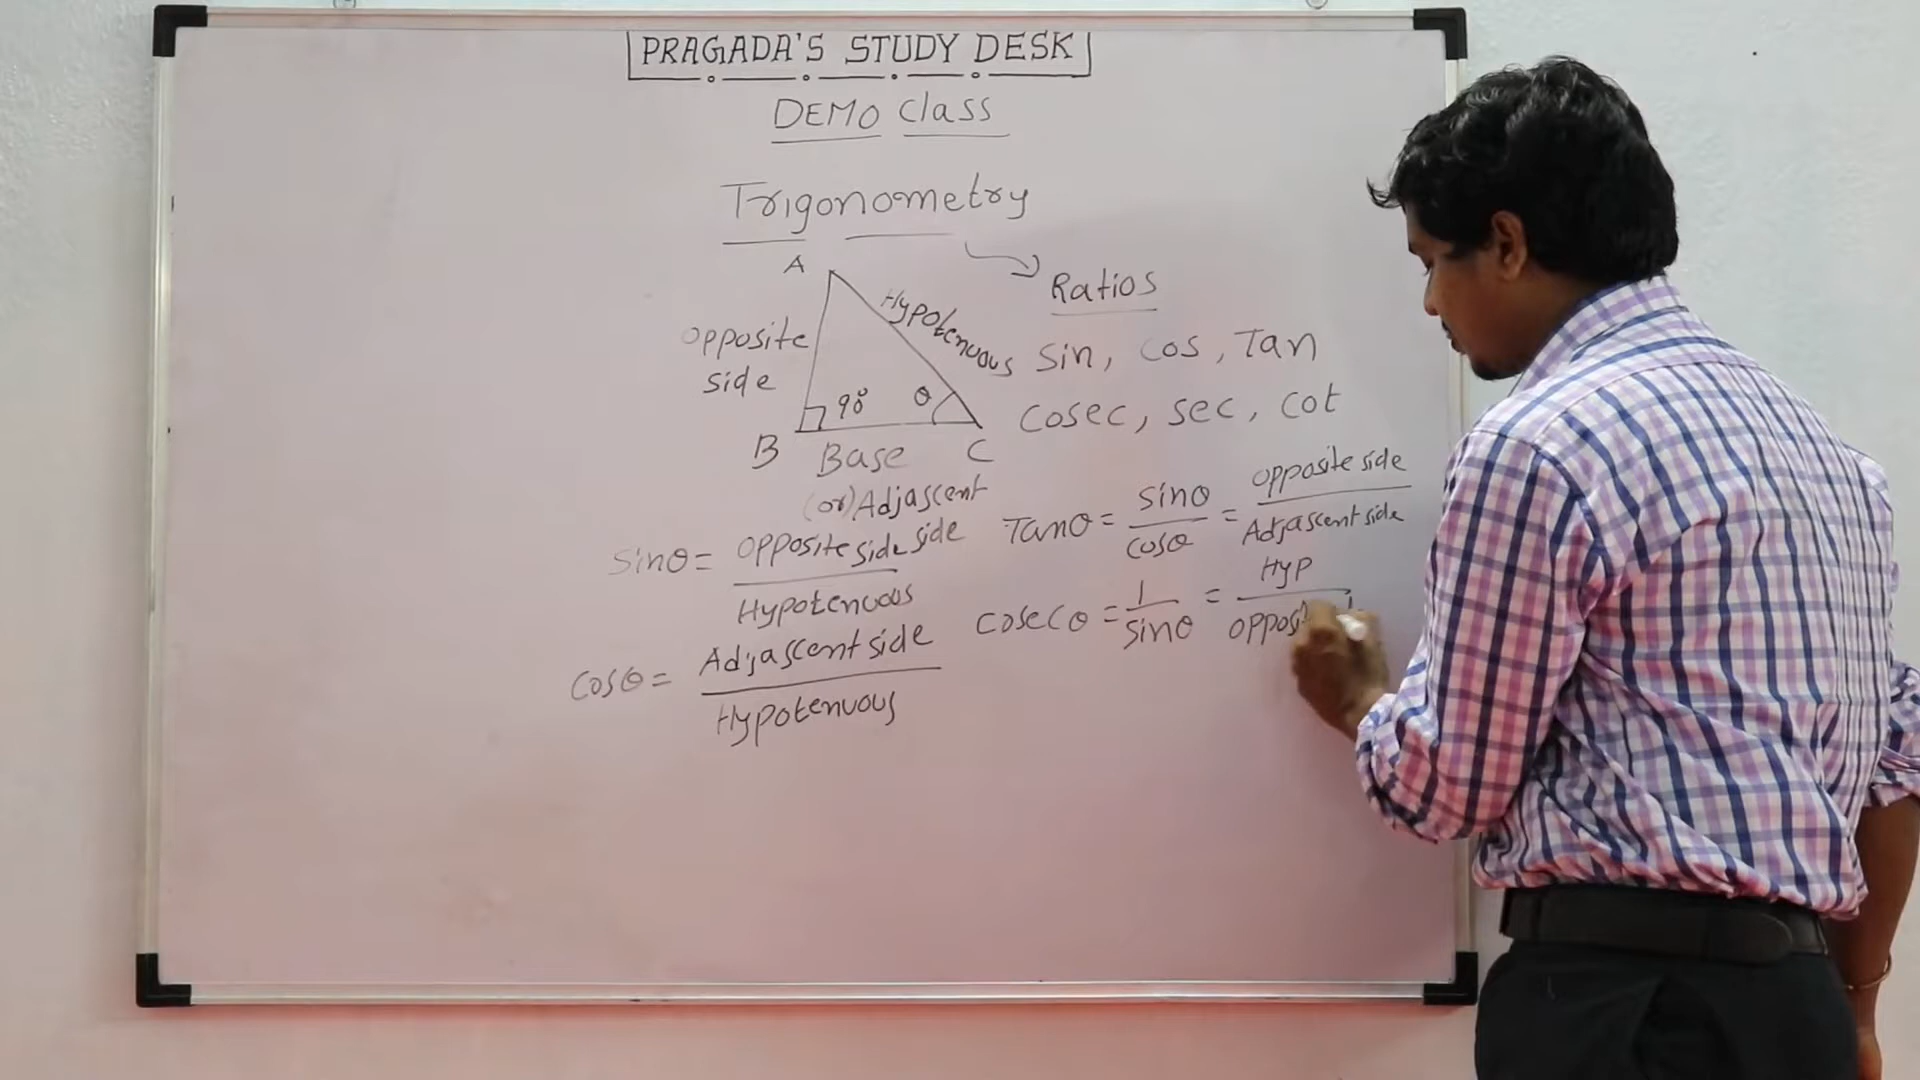 PRAGADA'S STUDY DESK
DEMO Class
Trigonometry
Ratios
A
Hypotenuous
opposite
side
90°
θ
B
Base
C
(or) Adjascent
side
sin, cos, Tan
cosec, sec, cot
sinθ = opposite side
Hypotenuous
cosθ = Adjascent side
Hypotenuous
Tanθ = sinθ = opposite side
cosθ Adjascent side
cosecθ = 1 = Hyp
sinθ